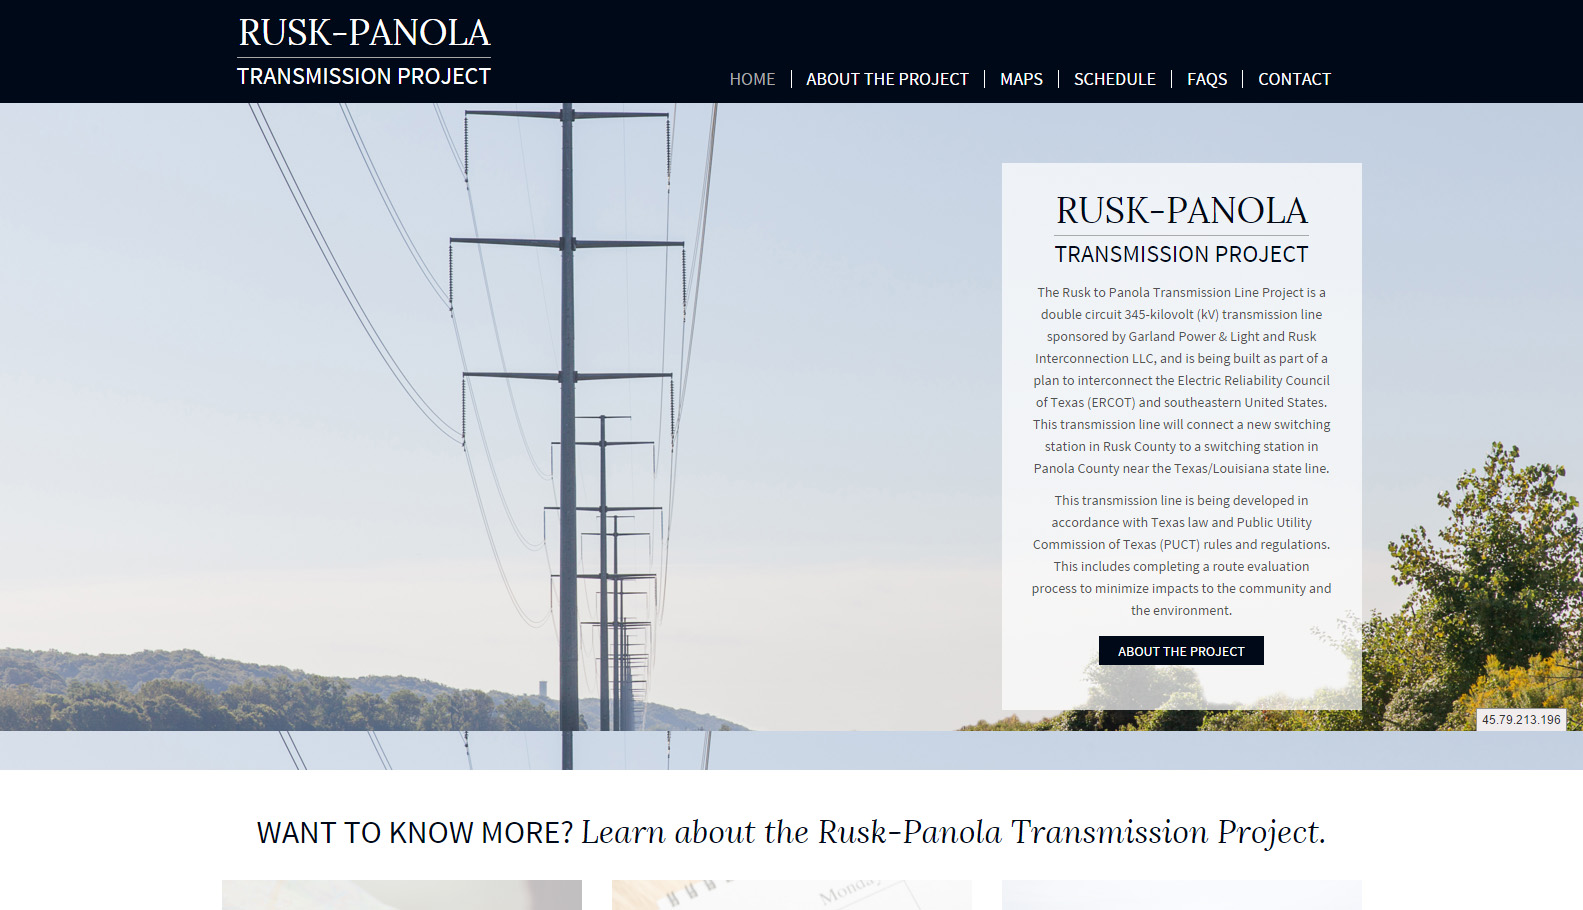 RUSK-PANOLA
TRANSMISSION PROJECT
HOME
ABOUT THE PROJECT
MAPS
SCHEDULE
FAQS
CONTACT
RUSK-PANOLA
TRANSMISSION PROJECT
The Rusk to Panola Transmission Line Project is a
double circuit 345-kilovolt (kV) transmission line
sponsored by Garland Power & Light and Rusk
Interconnection LLC, and is being built as part of a
plan to interconnect the Electric Reliability Council
of Texas (ERCOT) and southeastern United States.
This transmission line will connect a new switching
station in Rusk County to a switching station in
Panola County near the Texas/Louisiana state line.
This transmission line is being developed in
accordance with Texas law and Public Utility
Commission of Texas (PUCT) rules and regulations.
This includes completing a route evaluation
process to minimize impacts to the community and
the environment.
ABOUT THE PROJECT
45.79.213.196
WANT TO KNOW MORE? Learn about the Rusk-Panola Transmission Project.
Monday